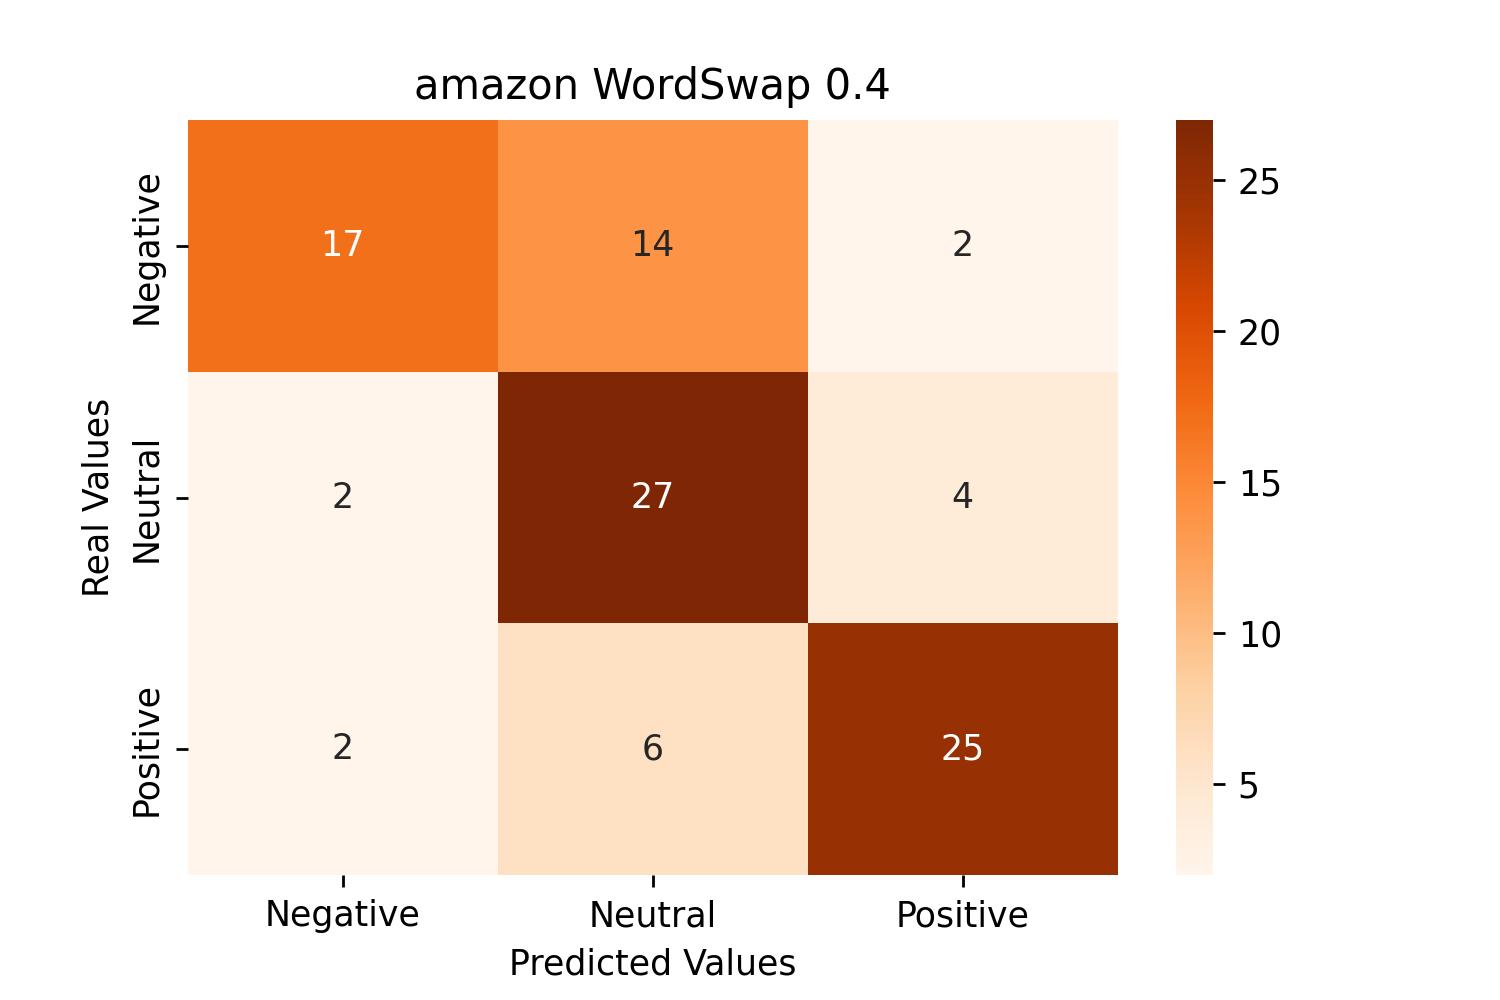 amazon WordSwap 0.4
Real Values
Negative
17 14 2
Neutral
2 27 4
Positive
2 6 25
Negative Neutral Positive
Predicted Values
25
20
15
10
5